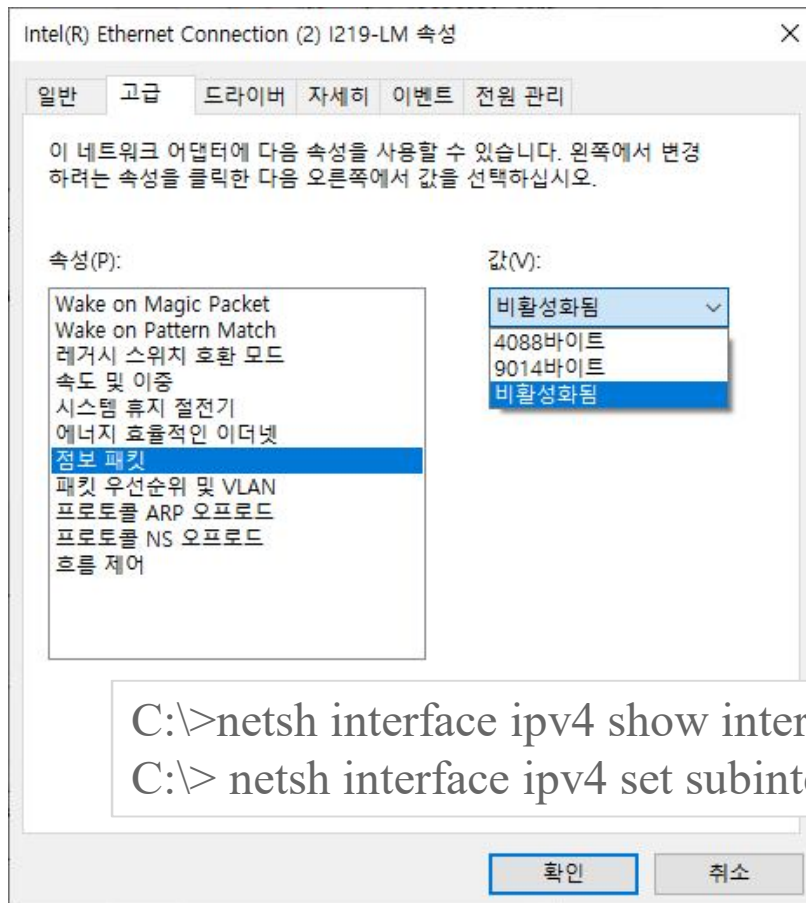 Intel(R) Ethernet Connection (2) I219-LM 속성
일반 고급 드라이버 자세히 이벤트 전원 관리
이 네트워크 어댑터에 다음 속성을 사용할 수 있습니다. 왼쪽에서 변경
하려는 속성을 클릭한 다음 오른쪽에서 값을 선택하십시오.
속성(P):
Wake on Magic Packet
Wake on Pattern Match
레거시 스위치 호환 모드
속도 및 이중
시스템 휴지 절전기
에너지 효율적인 이더넷
점보 패킷
패킷 우선순위 및 VLAN
프로토콜 ARP 오프로드
프로토콜 NS 오프로드
흐름 제어
값(V):
비활성화됨
4088바이트
9014바이트
비활성화됨
C:\>netsh interface ipv4 show
C:\> netsh interface ipv4 set
확인 취소